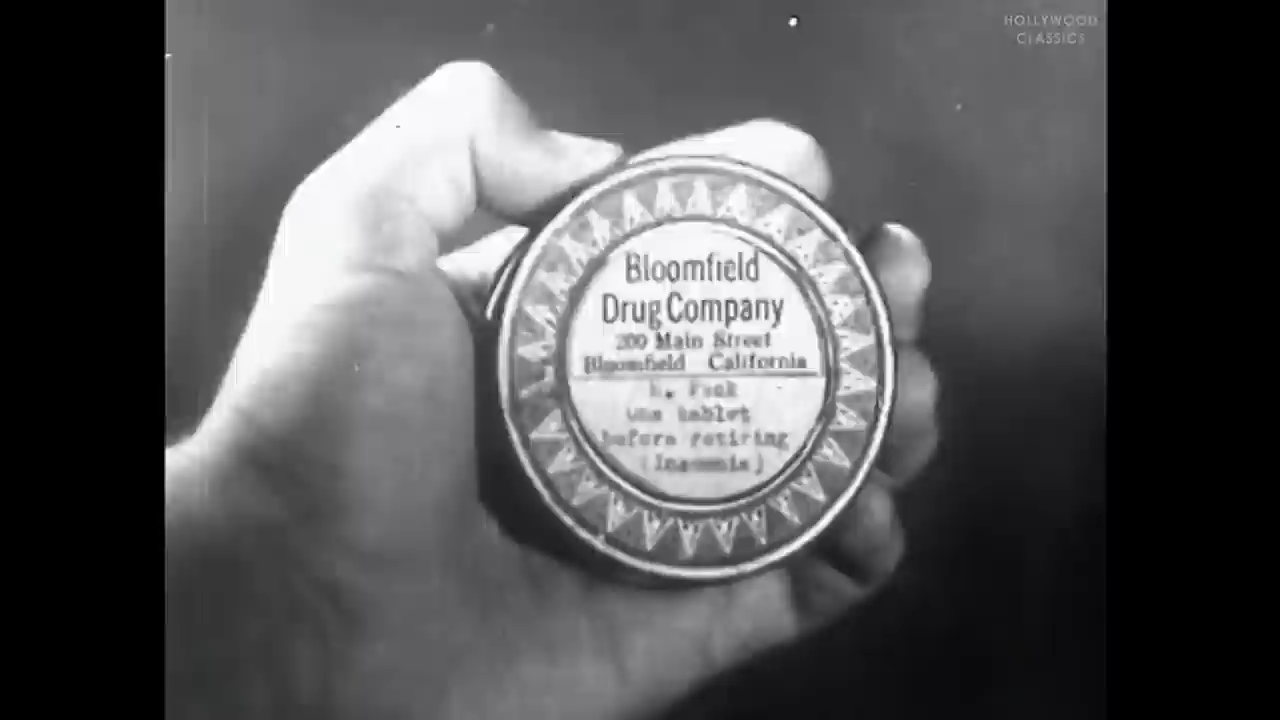 HOLLYWOOD
CLASSICS
Bloomfield
Drug Company
200 Main Street
Bloomfield California
one tablet
before retiring
(Insomnia)